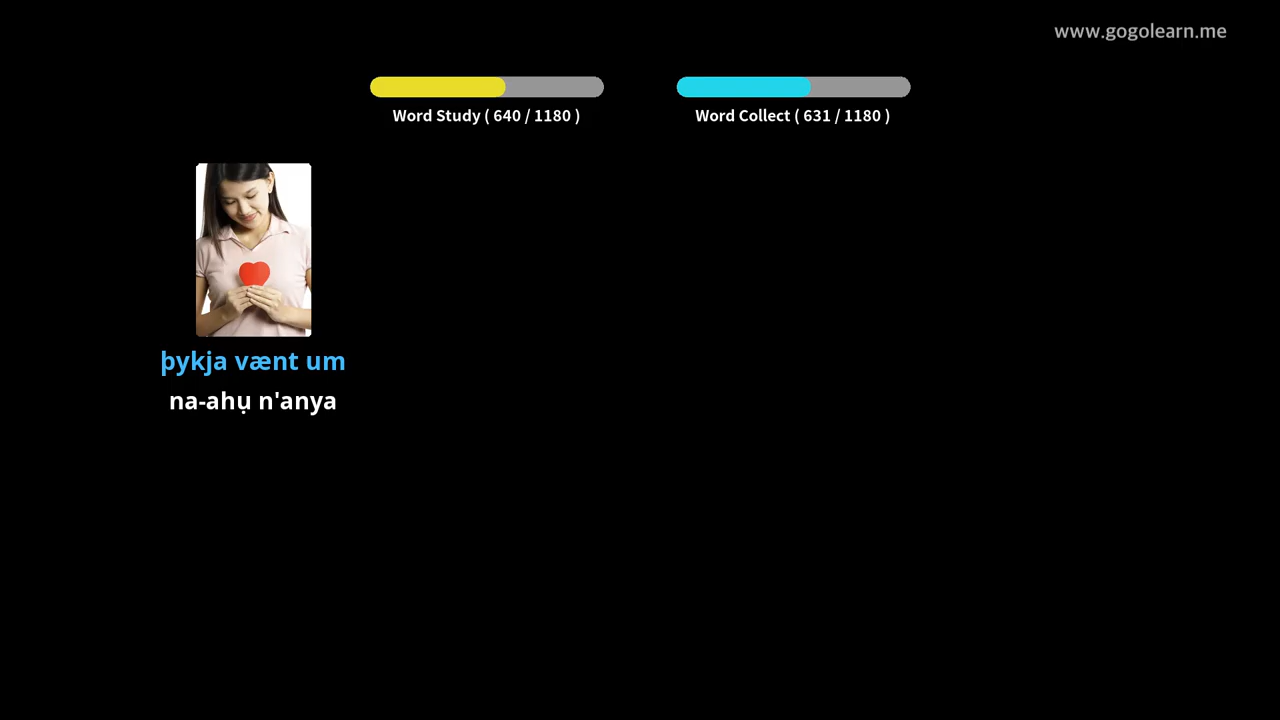 www.gogolearn.me
Word Study ( 640 / 1180 )
Word Collect ( 631 / 1180 )
þykja vænt um
na-ahụ n'anya